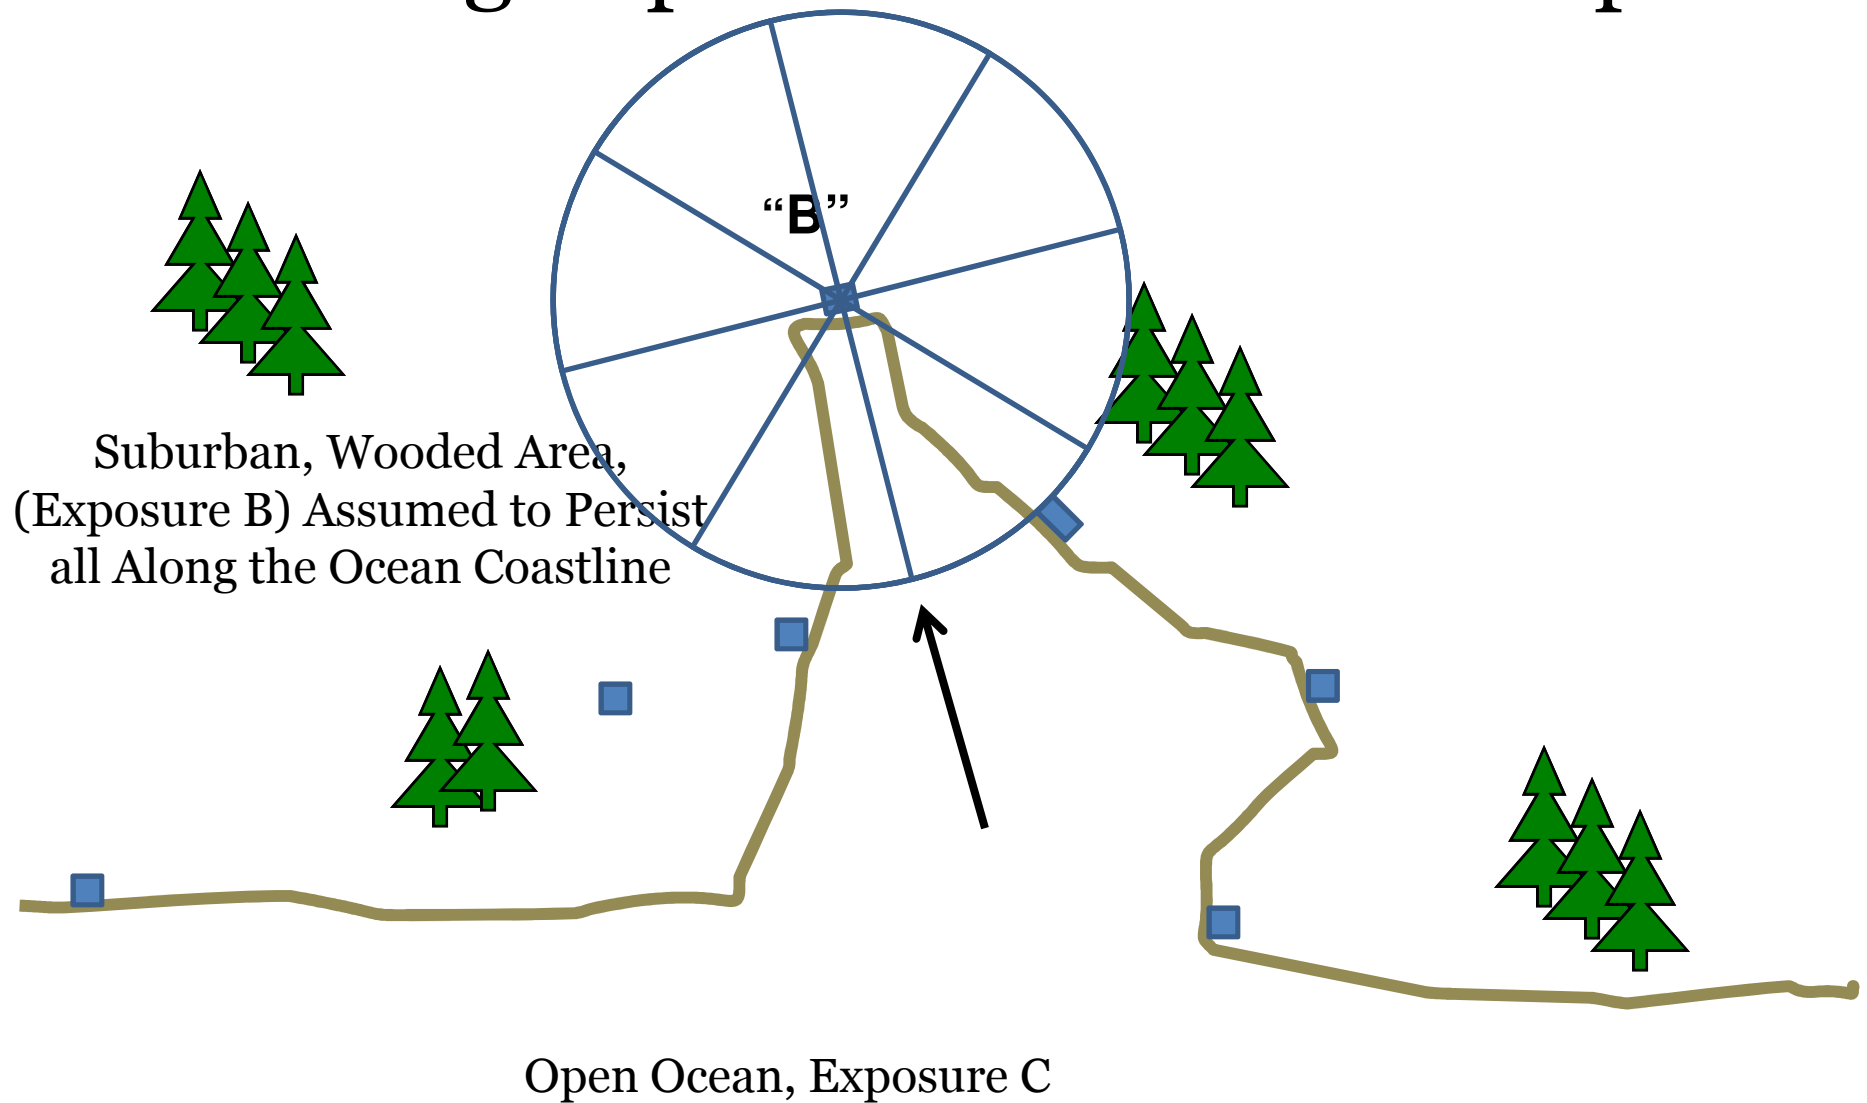 “B”
Suburban, Wooded Area,
(Exposure B) Assumed to Persist
all Along the Ocean Coastline
Open Ocean, Exposure C